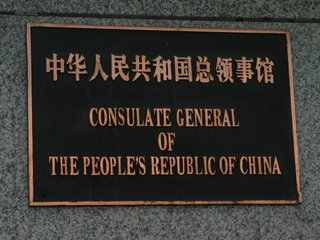 中华人民共和国总领事馆
CONSULATE GENERAL
OF
THE PEOPLE'S REPUBLIC OF CHINA